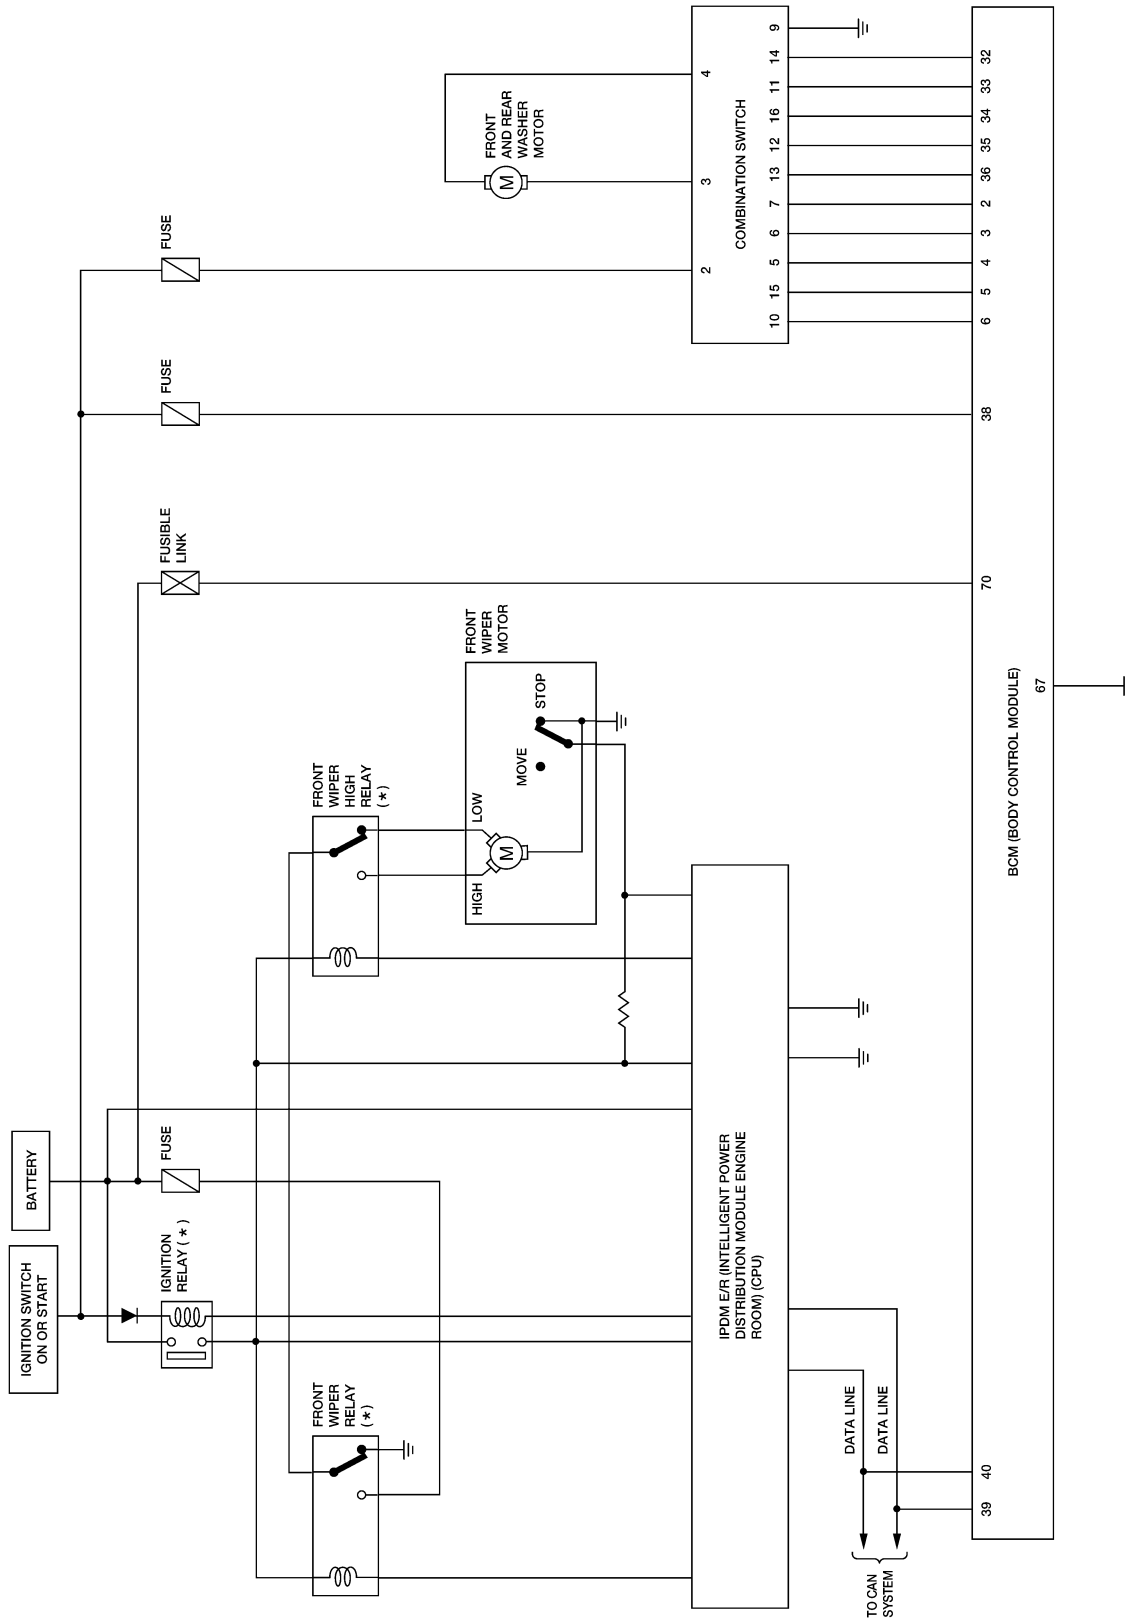 IGNITION SWITCH
ON OR START
BATTERY
IGNITION
RELAY (*)
FUSE
FUSIBLE
LINK
FUSE
FUSE
FRONT
WIPER
RELAY
(*)
FRONT
WIPER
HIGH
RELAY
(*)
FRONT
WIPER
MOTOR
HIGH
LOW
M
MOVE
STOP
FRONT
AND REAR
WASHER
MOTOR
M
2
3
4
COMBINATION SWITCH
10
15
5
6
7
13
12
16
11
14
9
IPDM E/R (INTELLIGENT POWER
DISTRIBUTION MODULE ENGINE
ROOM) (CPU)
DATA LINE
DATA LINE
TO CAN
SYSTEM
39
40
70
38
6
5
4
3
2
36
35
34
33
32
BCM (BODY CONTROL MODULE)
67